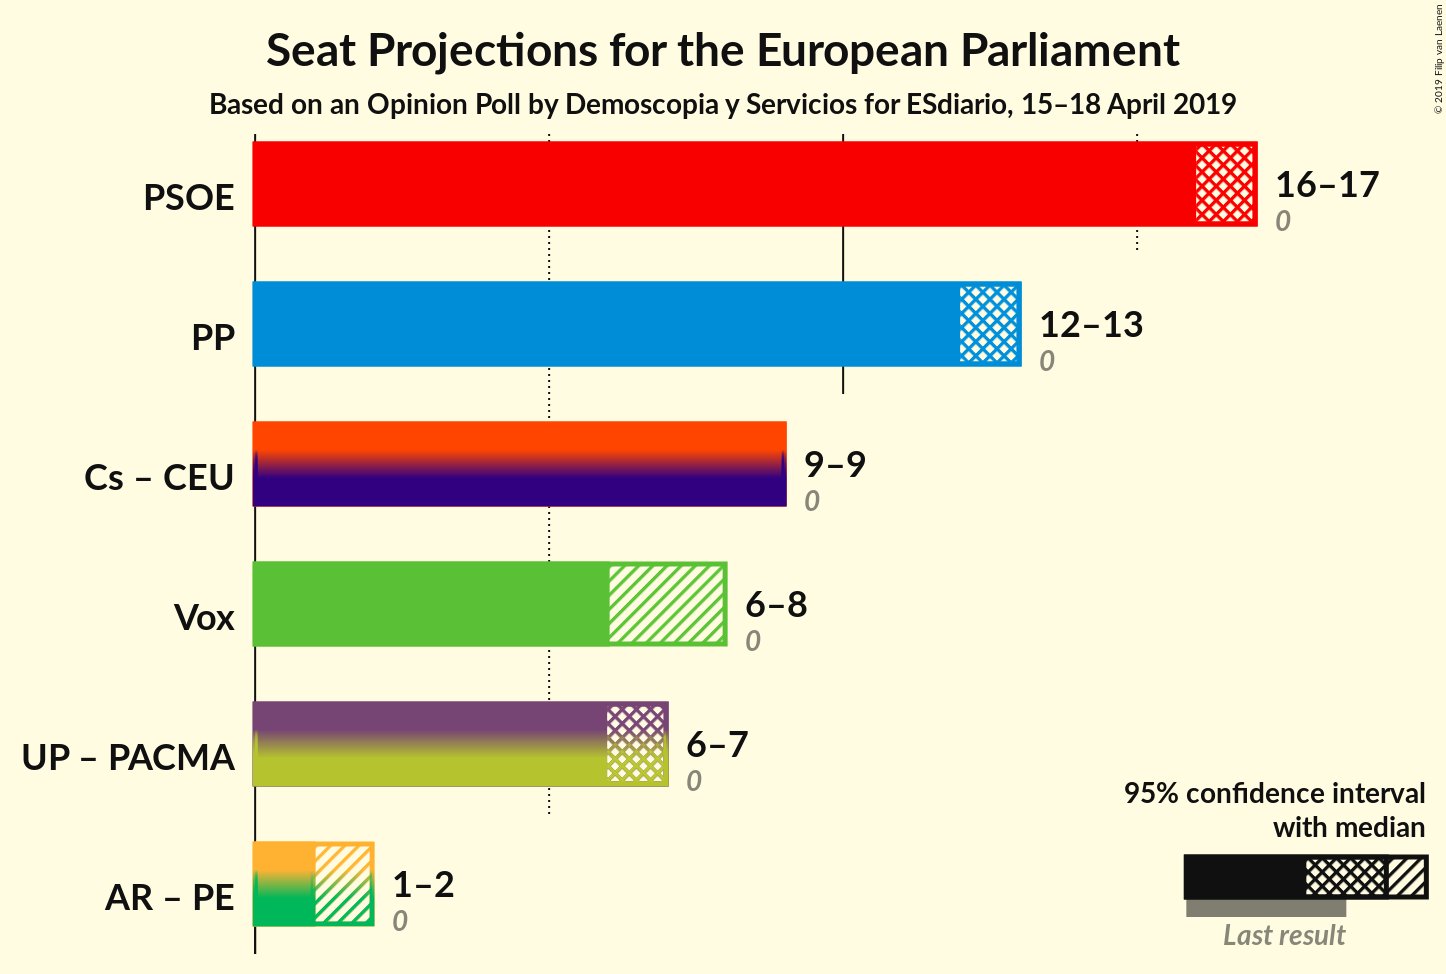 Seat Projections for the European Parliament
Based on an Opinion Poll by Demoscopia y Servicios for ESdiario, 15–18 April 2019
© 2019 Filip van Laenen
PSOE
16–17
0
PP
12–13
0
Cs – CEU
9–9
0
Vox
6–8
0
UP – PACMA
6–7
0
AR – PE
1–2
0
95% confidence interval
with median
Last result